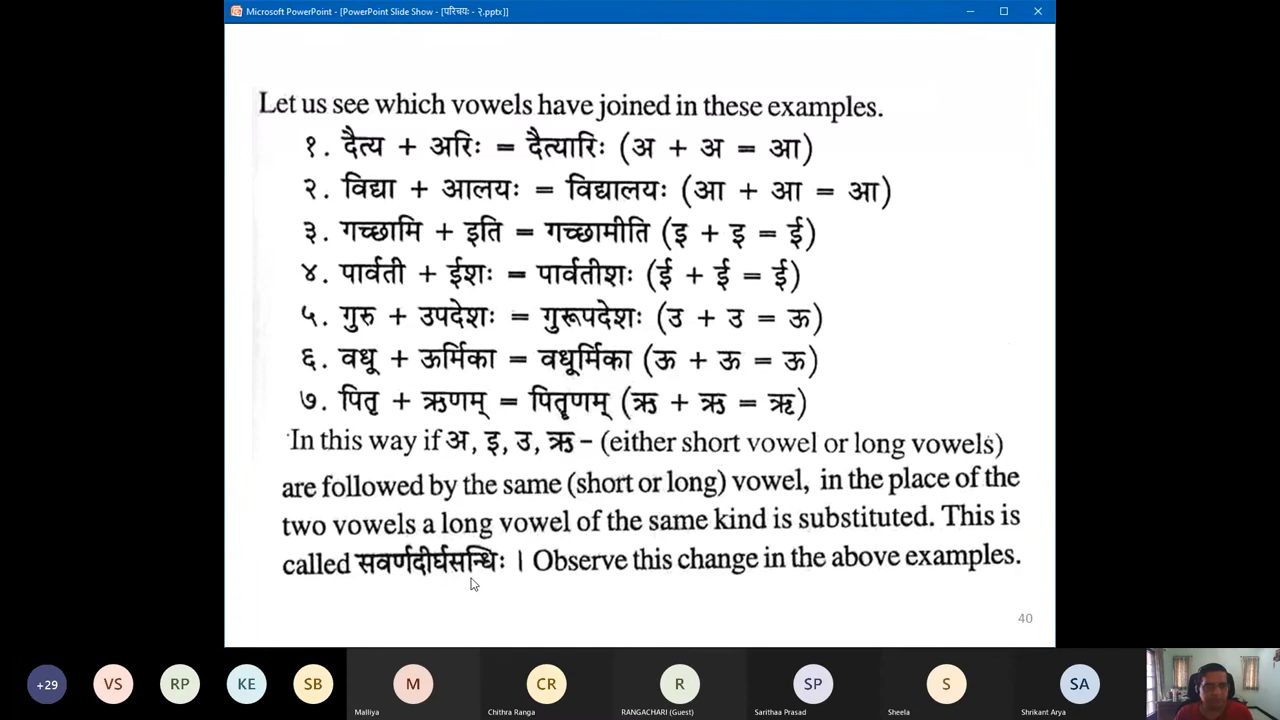 Microsoft PowerPoint - [PowerPoint Slide Show - [परिचयः - २.pptx]]
Let us see which vowels have joined in these examples.
१. दैत्य + अरिः = दैत्यारिः (अ + अ = आ)
२. विद्या + आलयः = विद्यालयः (आ + आ = आ)
३. गच्छामि + इति = गच्छामीति (इ + इ = ई)
४. पार्वती + ईशः = पार्वतीशः (ई + ई = ई)
५. गुरु + उपदेशः = गुरूपदेशः (उ + उ = ऊ)
६. वधू + ऊर्मिका = वधूर्मिका (ऊ + ऊ = ऊ)
७. पितृ + ऋणम् = पितॄणम् (ऋ + ऋ = ॠ)
In this way if अ, इ, उ, ऋ - (either short vowel or long vowels)
are followed by the same (short or long) vowel, in the place of the
two vowels a long vowel of the same kind is substituted. This is
called सवर्णदीर्घसन्धिः । Observe this change in the above examples.
40
+29 VS RP KE SB M CR R SP S SA
Malliya Chithra Ranga RANGACHARI (Guest) Sarithaa Prasad Sheela Shrikant Arya